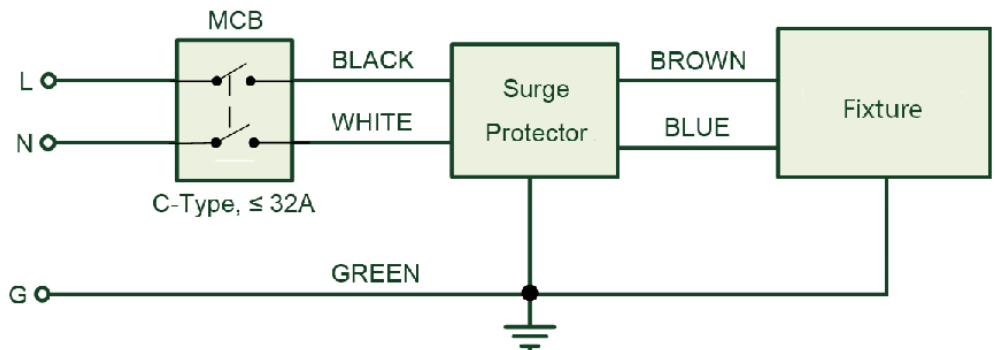 MCB
L
BLACK
BROWN
Surge
Protector
Fixture
N
WHITE
BLUE
C-Type, ≤ 32A
G
GREEN